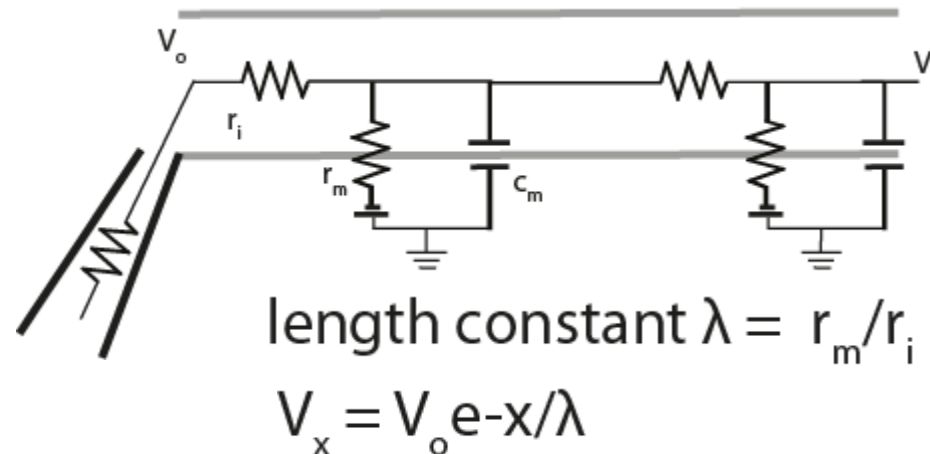 Vₒ
V
rᵢ
rₘ
cₘ
length constant λ = rₘ/rᵢ
Vₓ = Vₒe-x/λ